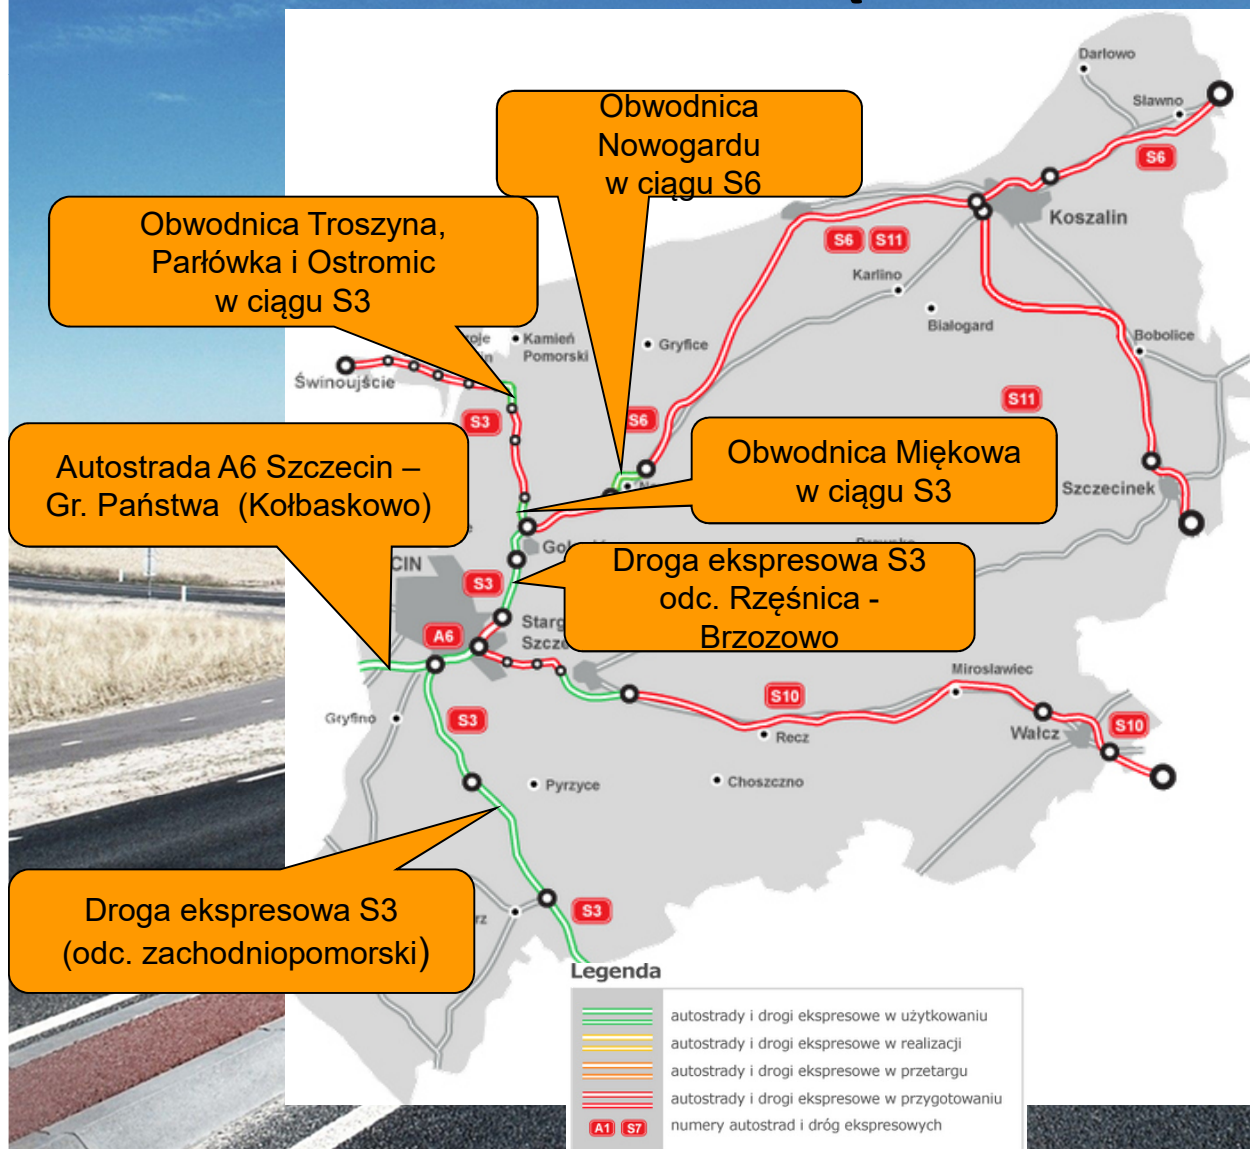 Darłowo
Sławno
S6
Obwodnica
Nowogardu
w ciągu S6
Obwodnica Troszyna,
Parłówka i Ostromic
w ciągu S3
Koszalin
S6 S11
Karlino
Białogard
Bobolice
Kamień
Pomorski
Gryfice
Świnoujście
S11
S3
S6
Autostrada A6 Szczecin –
Gr. Państwa (Kołbaskowo)
Obwodnica Miękowa
w ciągu S3
Szczecinek
Droga ekspresowa S3
odc. Rzęśnica -
Brzozowo
S3
A6
Mirosławiec
S10
Recz
Wałcz
S10
Gryfino
S3
Pyrzyce
Choszczno
Droga ekspresowa S3
(odc. zachodniopomorski)
S3
Legenda
autostrady i drogi ekspresowe w użytkowaniu
autostrady i drogi ekspresowe w realizacji
autostrady i drogi ekspresowe w przetargu
autostrady i drogi ekspresowe w przygotowaniu
A1 S7 numery autostrad i dróg ekspresowych